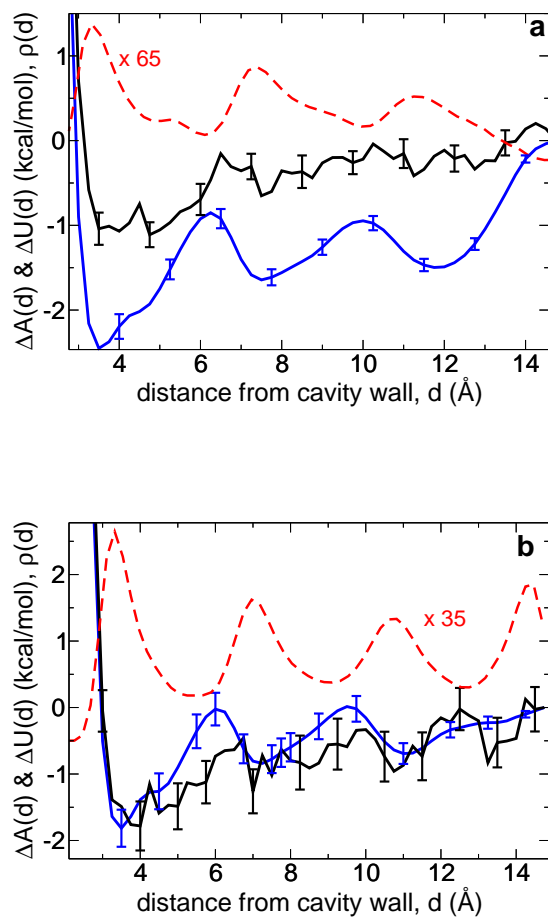 a
x 65
ΔA(d) & ΔU(d) (kcal/mol), ρ(d)
1
0
-1
-2
4 6 8 10 12 14
distance from cavity wall, d (Å)
b
x 35
ΔA(d) & ΔU(d) (kcal/mol), ρ(d)
2
1
0
-1
-2
4 6 8 10 12 14
distance from cavity wall, d (Å)